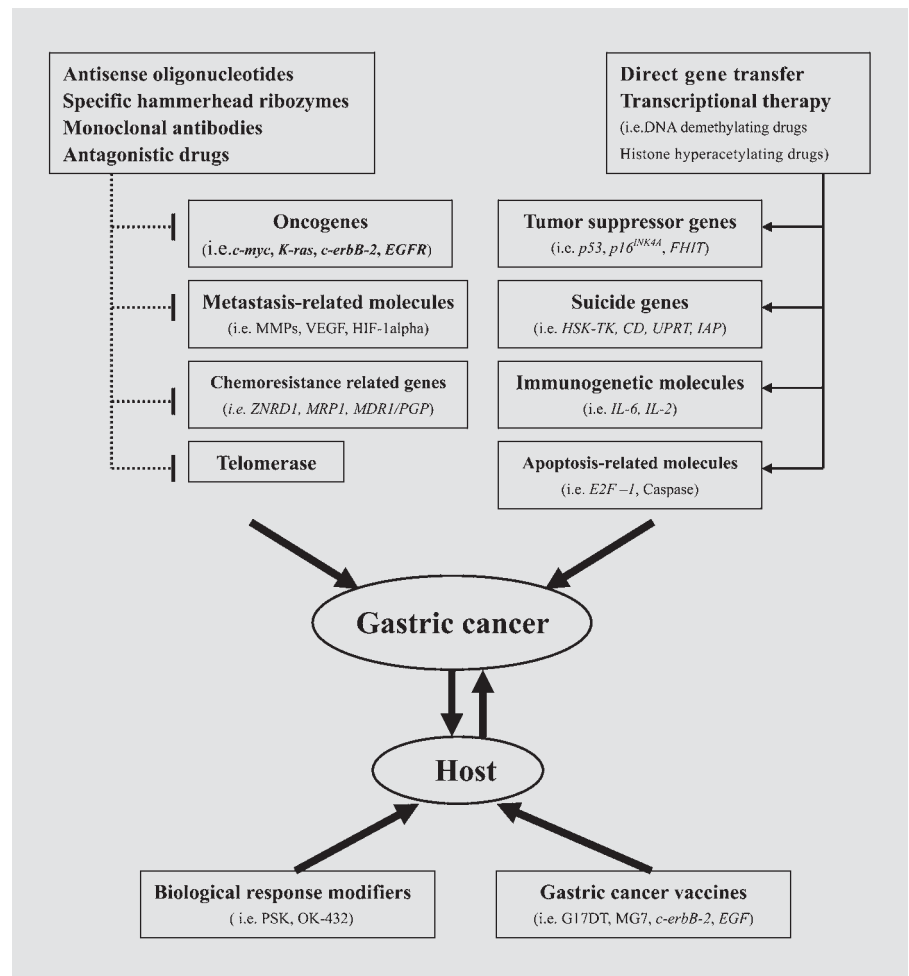 Antisense oligonucleotides
Specific hammerhead ribozymes
Monoclonal antibodies
Antagonistic drugs
Direct gene transfer
Transcriptional therapy
(i.e.DNA demethylating drugs
Histone hyperacetylating drugs)
Oncogenes
(i.e.c-myc, K-ras, c-erbB-2, EGFR)
Tumor suppressor genes
(i.e. p53, p16INK4A, FHIT)
Metastasis-related molecules
(i.e. MMPs, VEGF, HIF-1alpha)
Suicide genes
(i.e. HSK-TK, CD, UPRT, IAP)
Chemoresistance related genes
(i.e. ZNRD1, MRP1, MDR1/PGP)
Immunogenetic molecules
(i.e. IL-6, IL-2)
Telomerase
Apoptosis-related molecules
(i.e. E2F –1, Caspase)
Gastric cancer
Host
Biological response modifiers
( i.e. PSK, OK-432)
Gastric cancer vaccines
(i.e. G17DT, MG7, c-erbB-2, EGF)